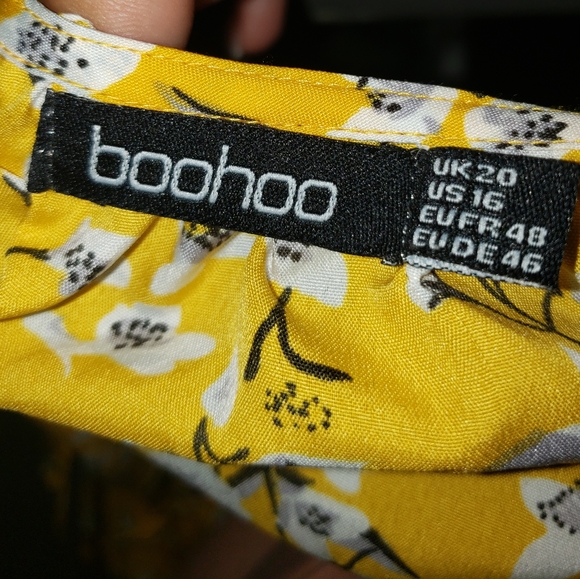 boohoo
UK 20
US 16
EU FR 48
EU DE 46